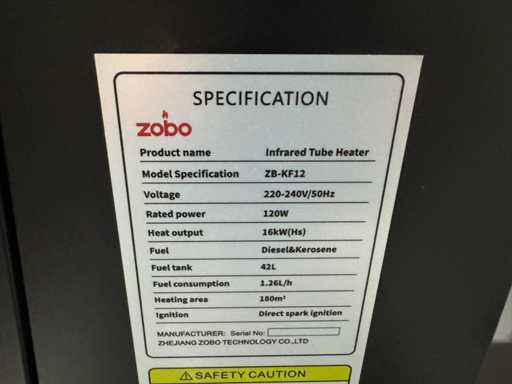 SPECIFICATION
zobo
Product name Infrared Tube Heater
Model Specification ZB-KF12
Voltage 220-240V/50Hz
Rated power 120W
Heat output 16kW(Hs)
Fuel Diesel&Kerosene
Fuel tank 42L
Fuel consumption 1.26L/h
Heating area 180m²
Ignition Direct spark ignition
MANUFACTURER: Serial No:
ZHEJIANG ZOBO TECHNOLOGY CO.,LTD
⚠SAFETY CAUTION